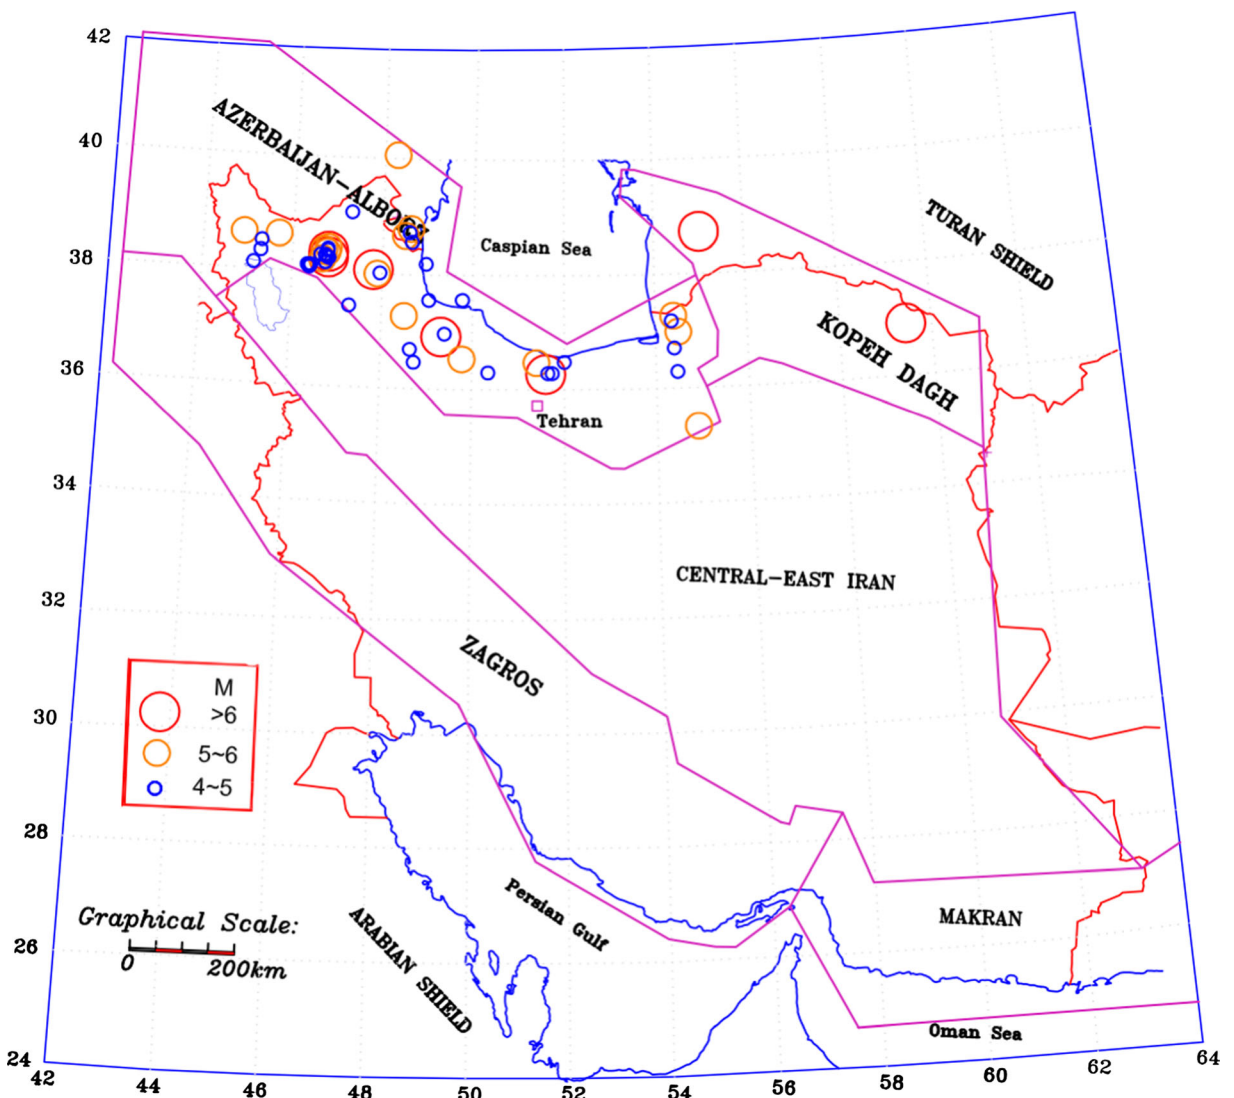 42
40
38
36
34
32
30
28
26
24
AZERBAIJAN-ALBORZ
Caspian Sea
TURAN SHIELD
KOPEH DAGH
Tehran
CENTRAL-EAST IRAN
ZAGROS
M
>6
5~6
4~5
Persian Gulf
ARABIAN SHIELD
MAKRAN
Oman Sea
Graphical Scale:
0 200km
42 44 46 48 50 52 54 56 58 60 62 64